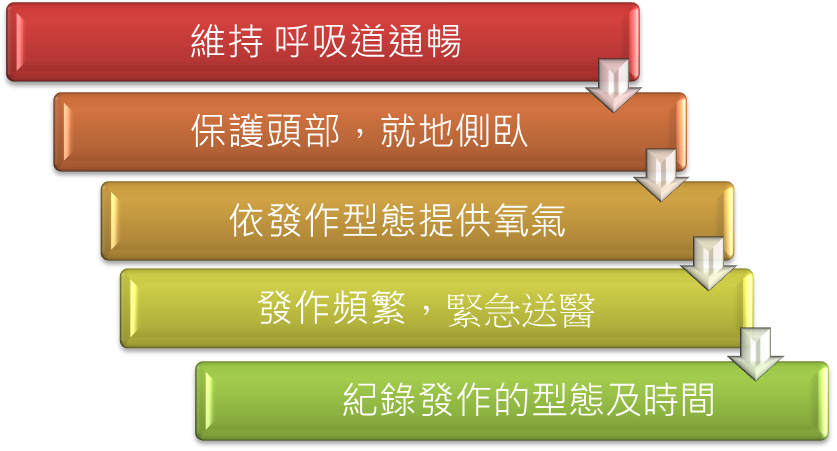 維持 呼吸道通暢
保護頭部，就地側臥
依發作型態提供氧氣
發作頻繁，緊急送醫
紀錄發作的型態及時間